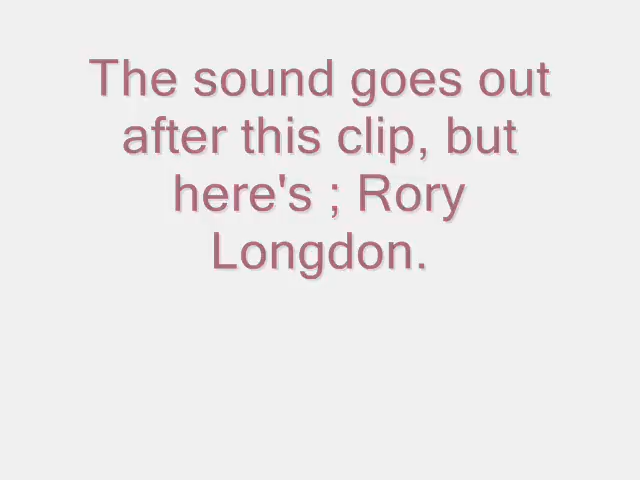 The sound goes out
after this clip, but
here's ; Rory
Longdon.